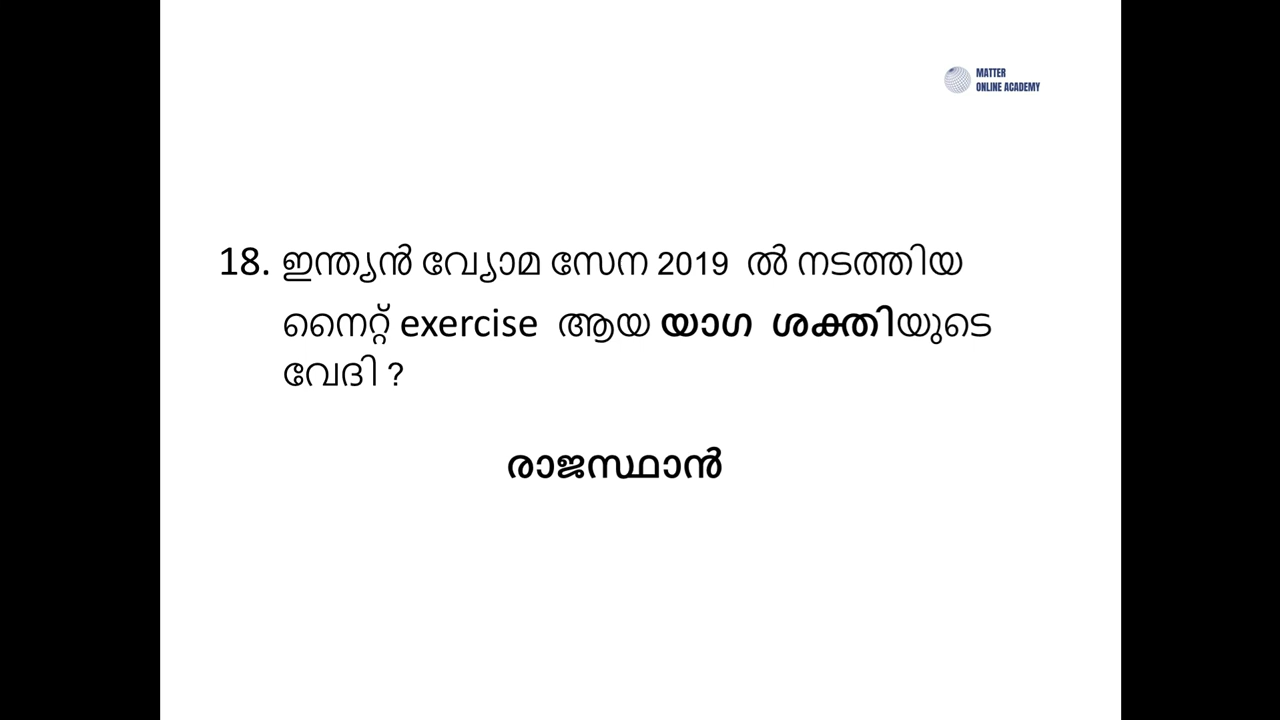 MATTER
ONLINE ACADEMY
18. ഇന്ത്യൻ വ്യോമ സേന 2019 ൽ നടത്തിയ
നൈറ്റ് exercise ആയ യാഗ ശക്തിയുടെ
വേദി ?
രാജസ്ഥാൻ